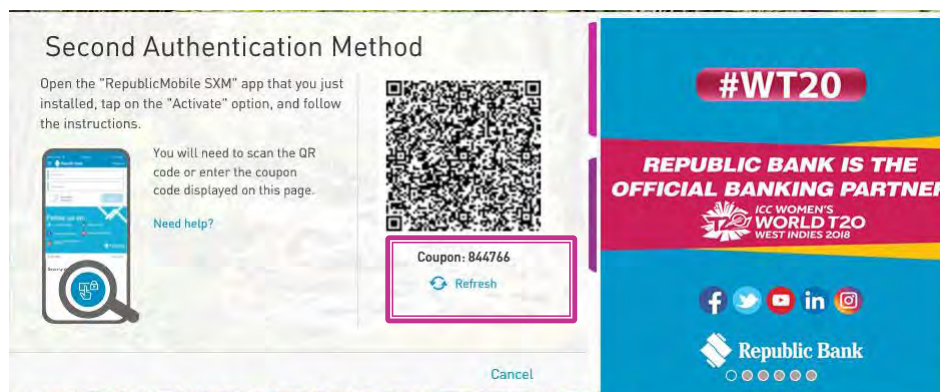 Second Authentication Method
Open the "RepublicMobile SXM" app that you just
installed, tap on the "Activate" option, and follow
the instructions.
You will need to scan the QR
code or enter the coupon
code displayed on this page.
Need help?
Coupon: 844766
Refresh
Cancel
#WT20
REPUBLIC BANK IS THE
OFFICIAL BANKING PARTNER
ICC WOMEN'S
WORLD T20
WEST INDIES 2018
Republic Bank